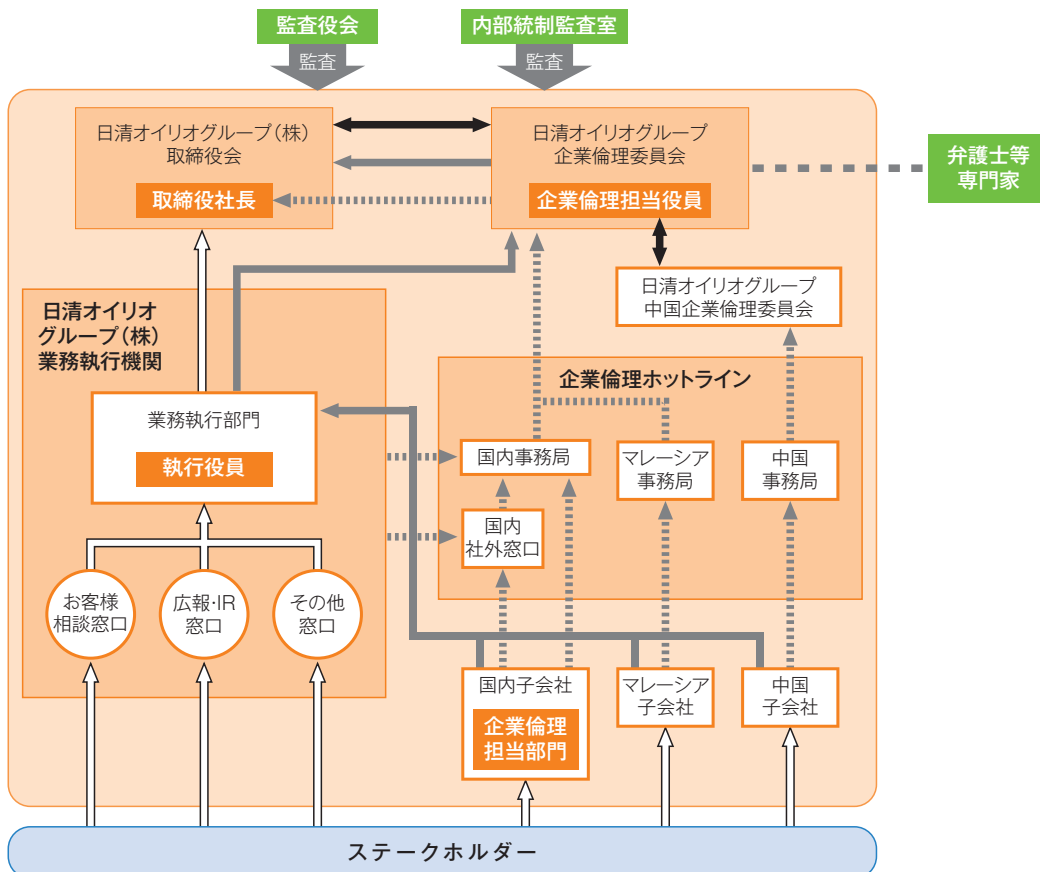 監査役会
内部統制監査室
監査
監査
日清オイリオグループ(株)
取締役会
取締役社長
日清オイリオグループ
企業倫理委員会
企業倫理担当役員
弁護士等
専門家
日清オイリオグループ
中国企業倫理委員会
日清オイリオ
グループ(株)
業務執行機関
業務執行部門
執行役員
企業倫理ホットライン
国内事務局
マレーシア
事務局
中国
事務局
国内
社外窓口
お客様
相談窓口
広報・IR
窓口
その他
窓口
国内子会社
企業倫理
担当部門
マレーシア
子会社
中国
子会社
ステークホルダー